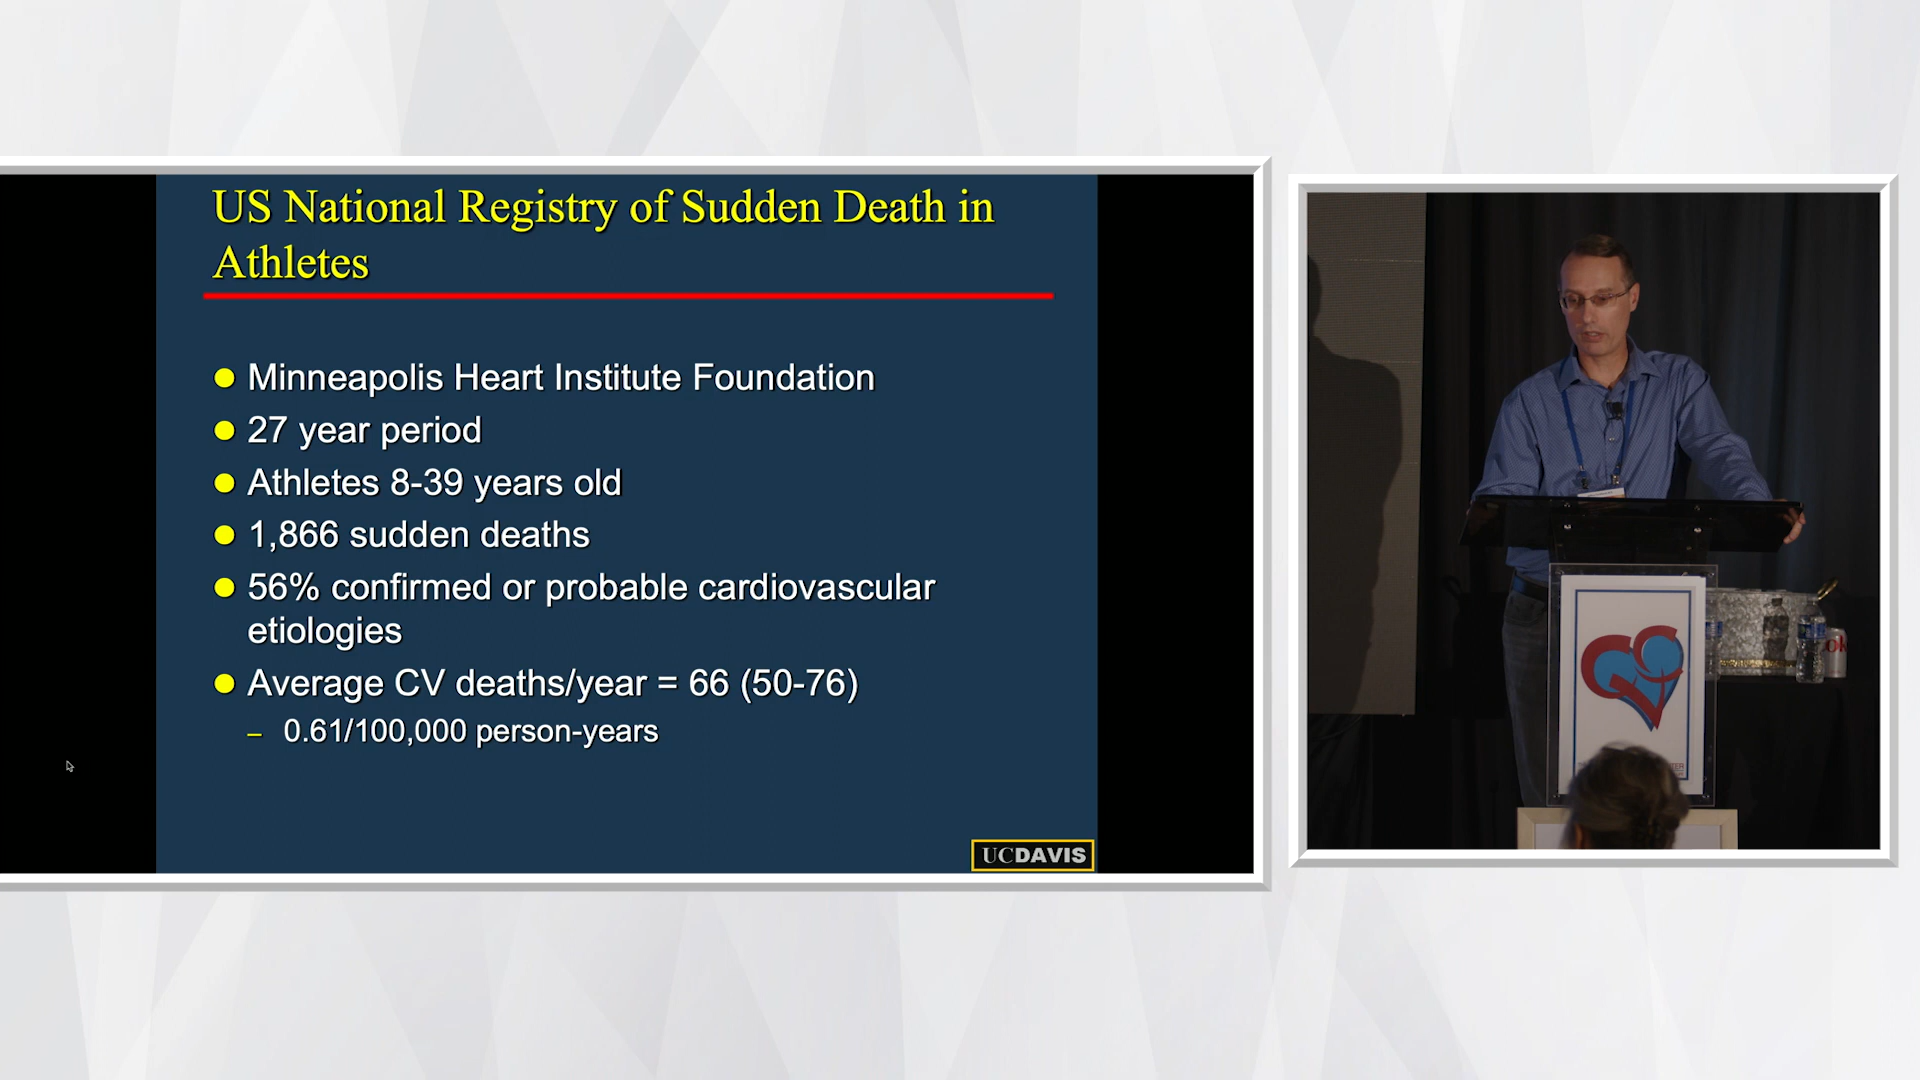 US National Registry of Sudden Death in
Athletes
Minneapolis Heart Institute Foundation
27 year period
Athletes 8-39 years old
1,866 sudden deaths
56% confirmed or probable cardiovascular
etiologies
Average CV deaths/year = 66 (50-76)
– 0.61/100,000 person-years
UCDAVIS